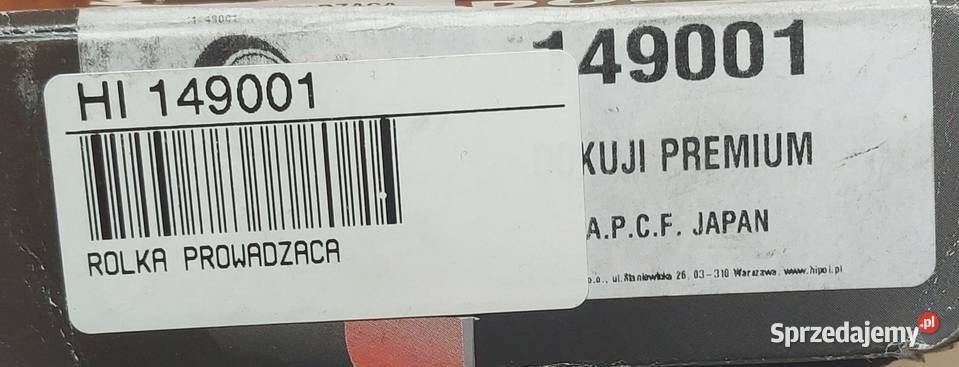 149001
HI 149001
149001
KUJI PREMIUM
ROLKA PROWADZACA
A.P.C.F. JAPAN
o.o., ul. Staniewicka 26, 03-310 Warszawa, www.hipol.pl
Sprzedajemy.pl